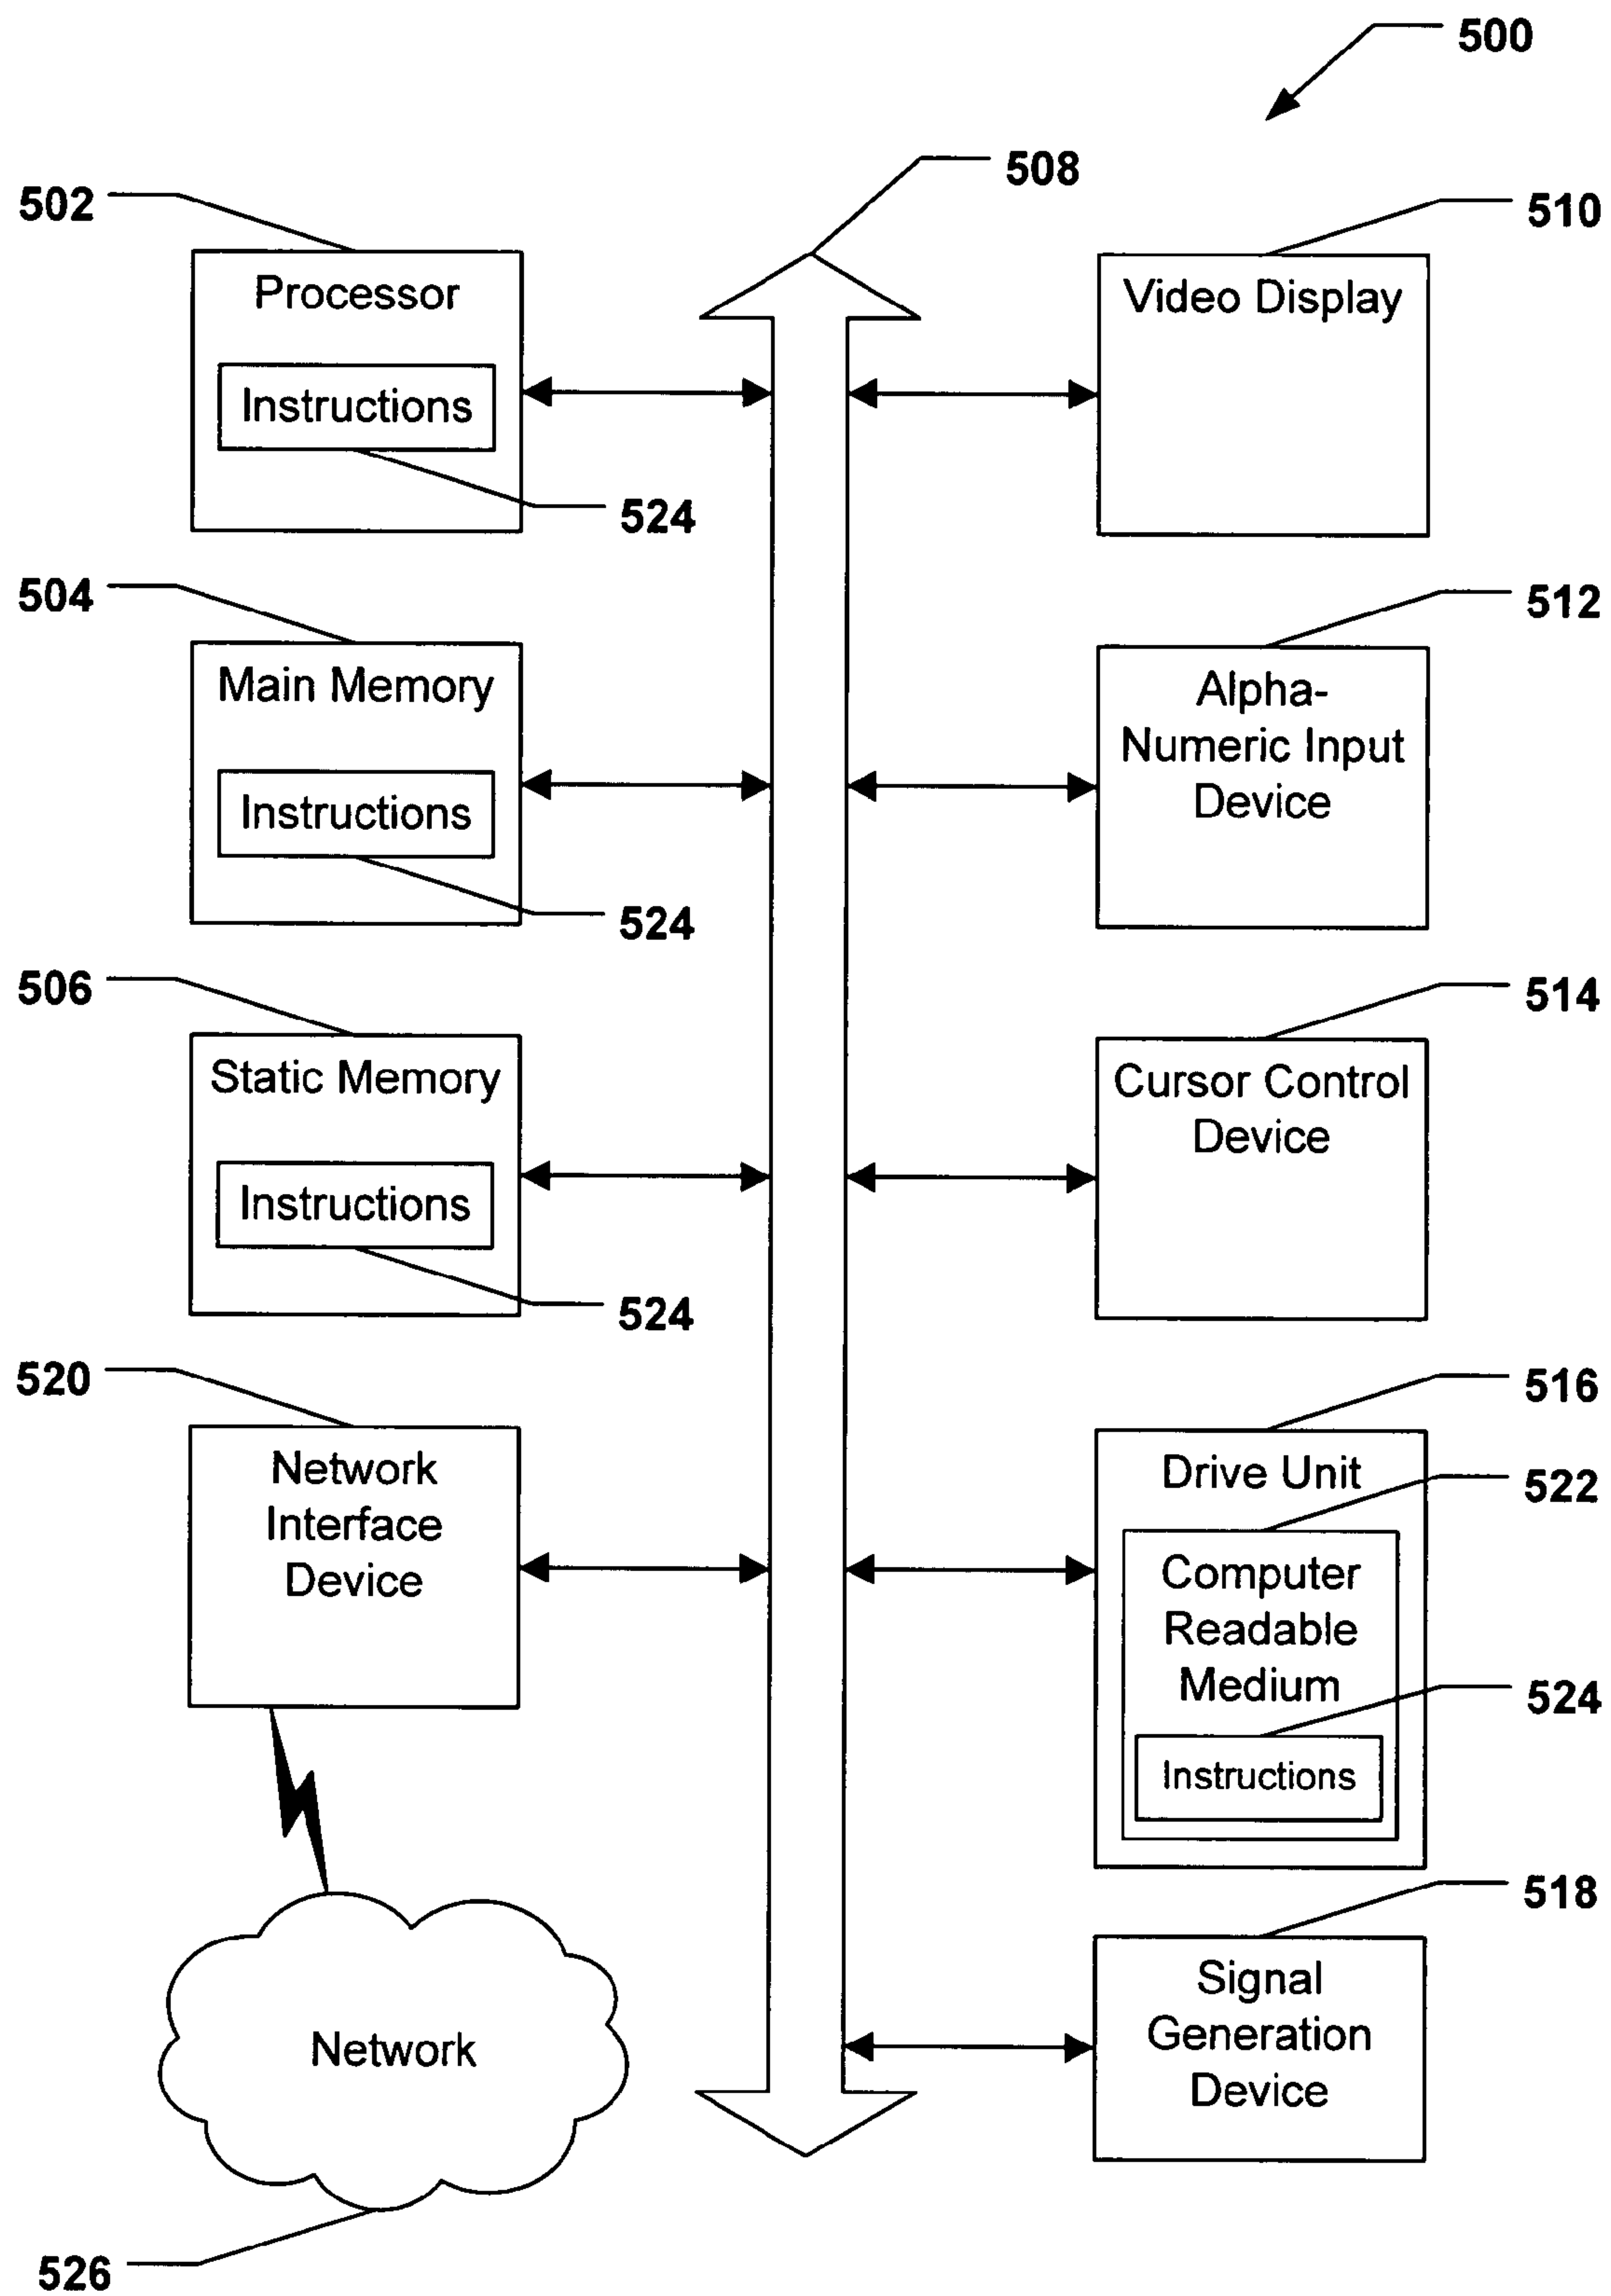 500
508
502
510
Processor
Instructions
524
Video Display
504
512
Main Memory
Instructions
524
Alpha-
Numeric Input
Device
506
514
Static Memory
Instructions
524
Cursor Control
Device
520
516
Network
Interface
Device
Drive Unit
522
Computer
Readable
Medium
524
Instructions
518
Signal
Generation
Device
Network
526